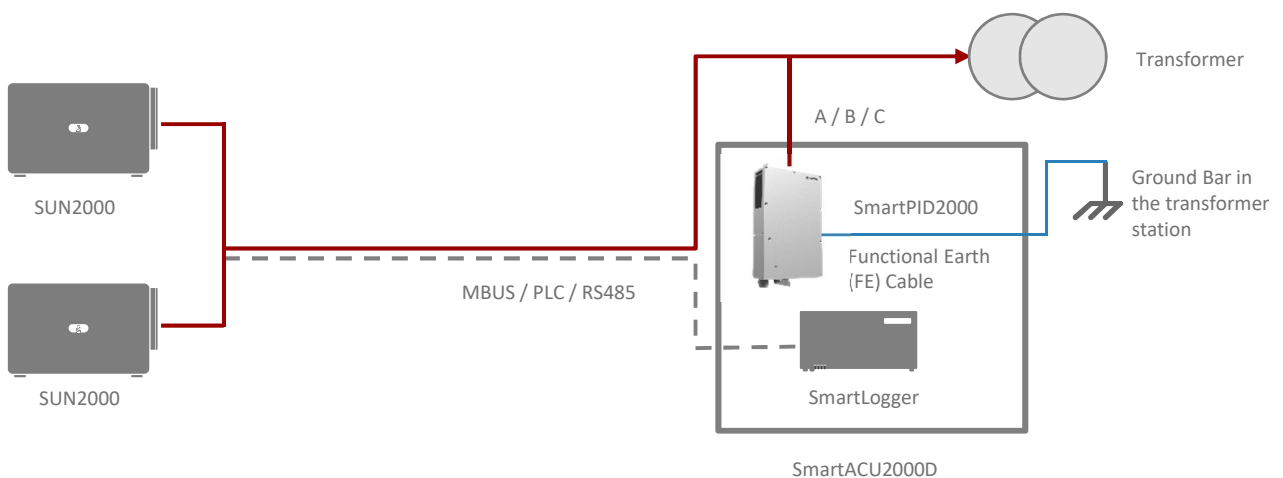 Transformer
A / B / C
SUN2000
SmartPID2000
Ground Bar in
the transformer
station
Functional Earth
(FE) Cable
MBUS / PLC / RS485
SUN2000
SmartLogger
SmartACU2000D